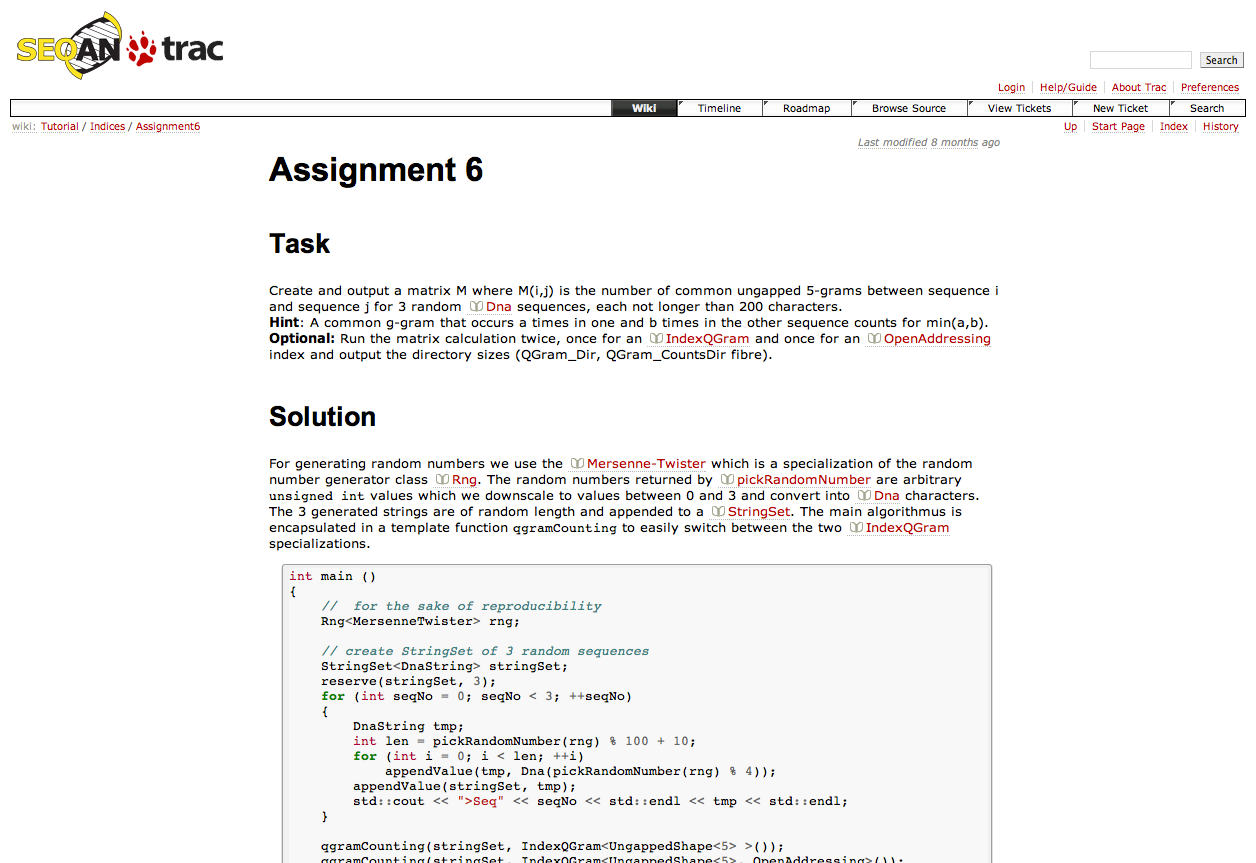 SEQAN trac
Search
Login Help/Guide About Trac Preferences
Wiki Timeline Roadmap Browse Source View Tickets New Ticket Search
wiki: Tutorial / Indices / Assignment6 Up Start Page Index History
Last modified 8 months ago
Assignment 6
Task
Create and output a matrix M where M(i,j) is the number of common ungapped 5-grams between sequence i
and sequence j for 3 random Dna sequences, each not longer than 200 characters.
Hint: A common g-gram that occurs a times in one and b times in the other sequence counts for min(a,b).
Optional: Run the matrix calculation twice, once for an IndexQGram and once for an OpenAddressing
index and output the directory sizes (QGram_Dir, QGram_CountsDir fibre).
Solution
For generating random numbers we use the Mersenne-Twister which is a specialization of the random
number generator class Rng. The random numbers returned by pickRandomNumber are arbitrary
unsigned int values which we downscale to values between 0 and 3 and convert into Dna characters.
The 3 generated strings are of random length and appended to a StringSet. The main algorithmus is
encapsulated in a template function qgramCounting to easily switch between the two IndexQGram
specializations.
int main ()
{
    //  for the sake of reproducibility
    Rng<MersenneTwister> rng;
    // create StringSet of 3 random sequences
    StringSet<DnaString> stringSet;
    reserve(stringSet, 3);
    for (int seqNo = 0; seqNo < 3; ++seqNo)
    {
        DnaString tmp;
        int len = pickRandomNumber(rng) % 100 + 10;
        for (int i = 0; i < len; ++i)
            appendValue(tmp, Dna(pickRandomNumber(rng) % 4));
        appendValue(stringSet, tmp);
        std::cout << ">Seq" << seqNo << std::endl << tmp << std::endl;
    }
    qgramCounting(stringSet, IndexQGram<UngappedShape<5> >());
    qgramCounting(stringSet, IndexQGram<UngappedShape<5>, OpenAddressing>());